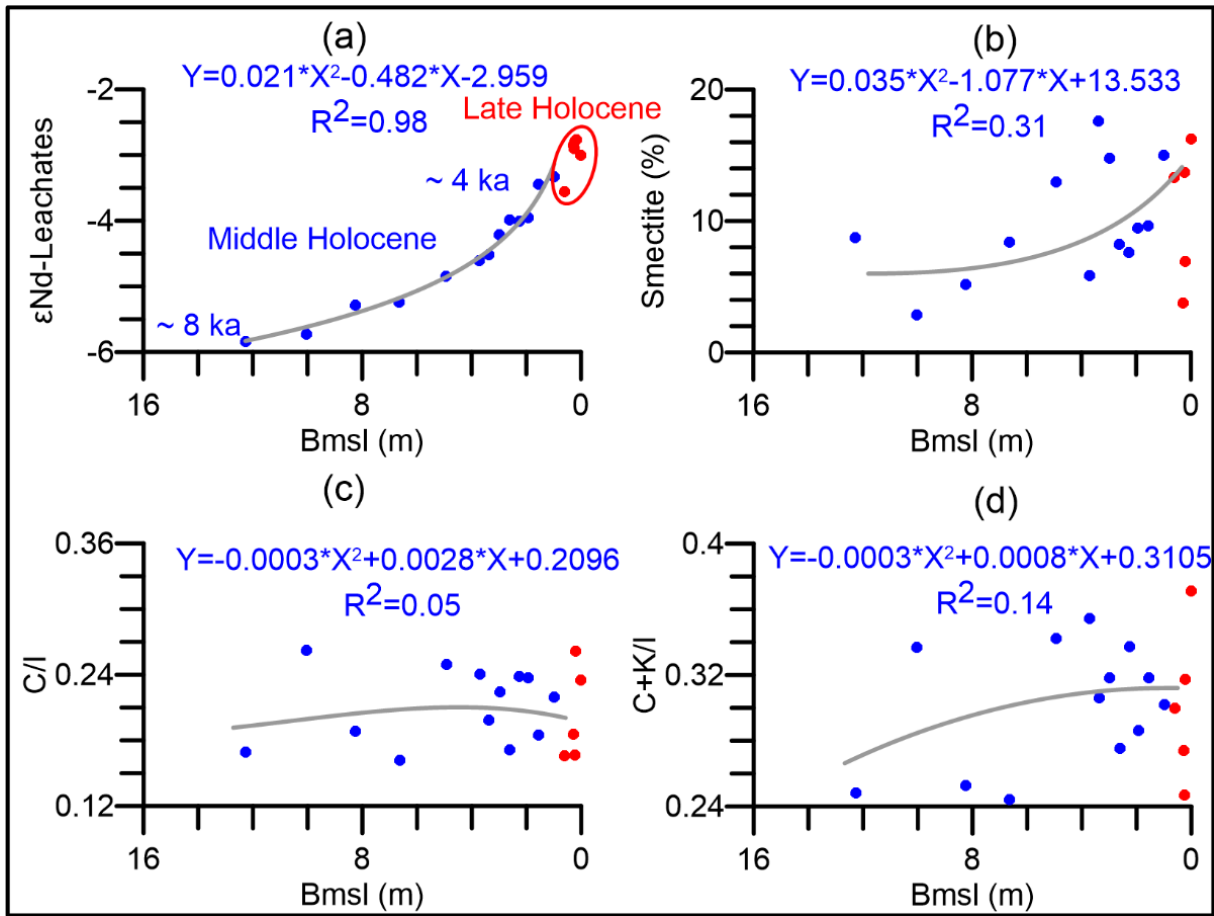 (a)
Y=0.021*X²-0.482*X-2.959
R²=0.98
Late Holocene
~ 4 ka
Middle Holocene
~ 8 ka
εNd-Leachates
-2
-4
-6
16
8
0
Bmsl (m)
(b)
Y=0.035*X²-1.077*X+13.533
R²=0.31
Smectite (%)
20
10
0
16
8
0
Bmsl (m)
(c)
Y=-0.0003*X²+0.0028*X+0.2096
R²=0.05
C/I
0.36
0.24
0.12
16
8
0
Bmsl (m)
(d)
Y=-0.0003*X²+0.0008*X+0.3105
R²=0.14
C+K/I
0.4
0.32
0.24
16
8
0
Bmsl (m)